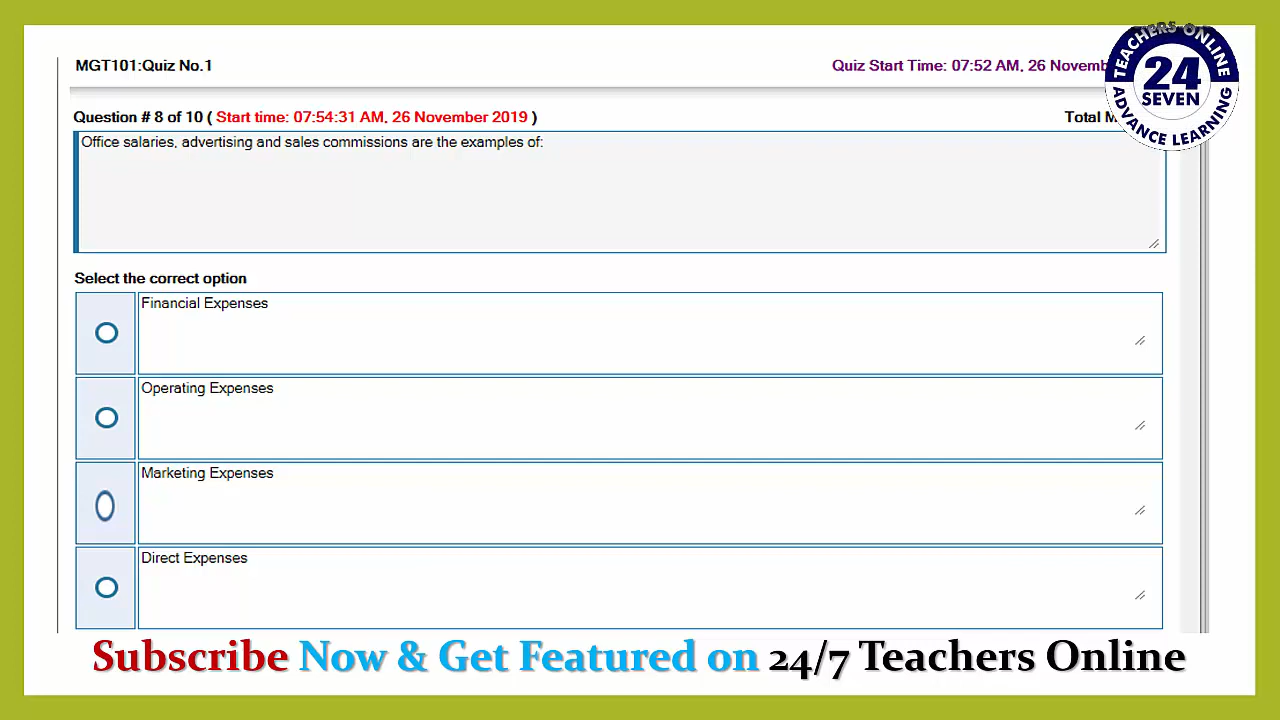 MGT101:Quiz No.1
Quiz Start Time: 07:52 AM, 26
TEACHERS ONLINE
24
SEVEN
ADVANCE LEARNING
Question # 8 of 10 ( Start time: 07:54:31 AM, 26 November 2019 )
Total
Office salaries, advertising and sales commissions are the examples of:
Select the correct option
Financial Expenses
Operating Expenses
Marketing Expenses
Direct Expenses
Subscribe Now & Get Featured on 24/7 Teachers Online